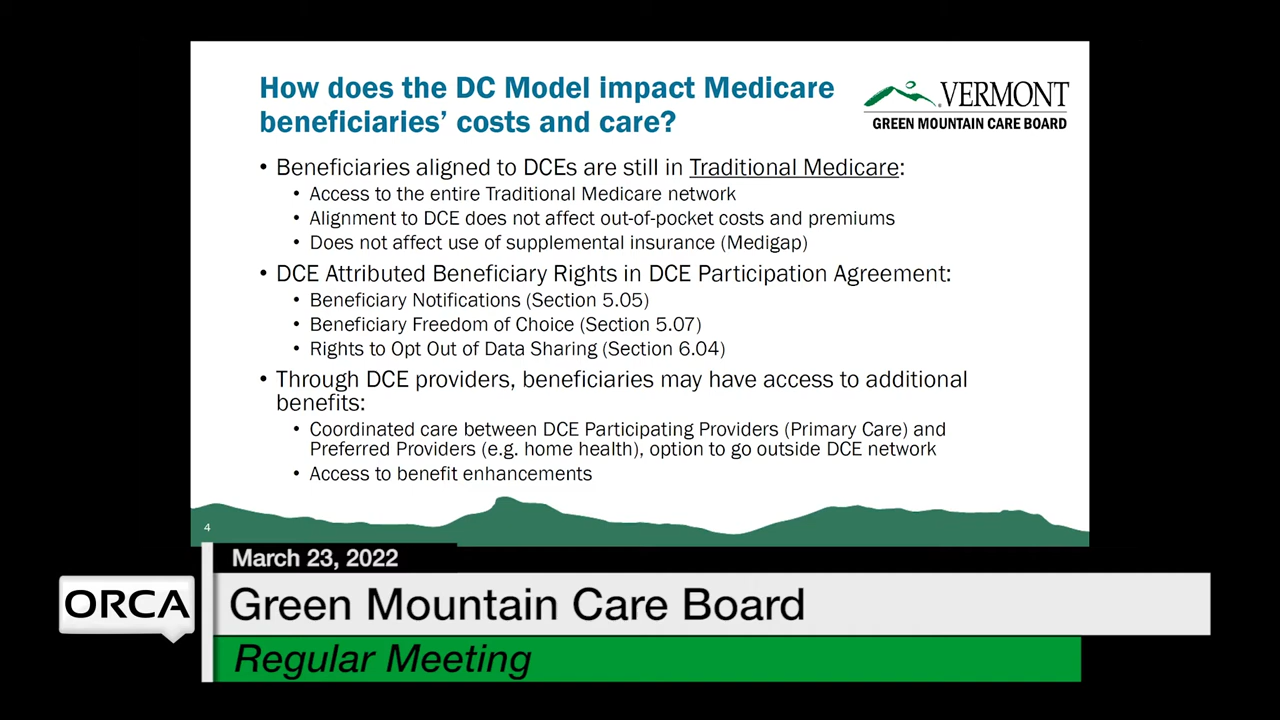 How does the DC Model impact Medicare
beneficiaries' costs and care?
VERMONT
GREEN MOUNTAIN CARE BOARD
• Beneficiaries aligned to DCEs are still in Traditional Medicare:
• Access to the entire Traditional Medicare network
• Alignment to DCE does not affect out-of-pocket costs and premiums
• Does not affect use of supplemental insurance (Medigap)
• DCE Attributed Beneficiary Rights in DCE Participation Agreement:
• Beneficiary Notifications (Section 5.05)
• Beneficiary Freedom of Choice (Section 5.07)
• Rights to Opt Out of Data Sharing (Section 6.04)
• Through DCE providers, beneficiaries may have access to additional
benefits:
• Coordinated care between DCE Participating Providers (Primary Care) and
Preferred Providers (e.g. home health), option to go outside DCE network
• Access to benefit enhancements
4
March 23, 2022
ORCA
Green Mountain Care Board
Regular Meeting